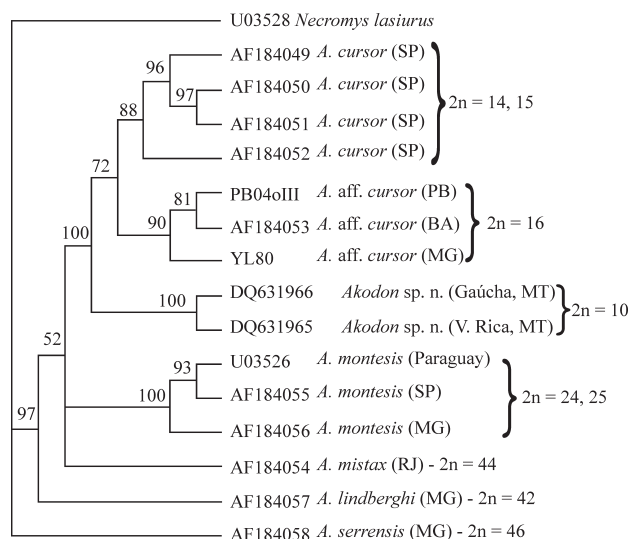 U03528 Necromys lasiurus
AF184049 A. cursor (SP)
96
AF184050 A. cursor (SP)
97
88
2n = 14, 15
AF184051 A. cursor (SP)
AF184052 A. cursor (SP)
72
PB04oIII A. aff. cursor (PB)
81
AF184053 A. aff. cursor (BA)
90
2n = 16
100
YL80 A. aff. cursor (MG)
DQ631966 Akodon sp. n. (Gaúcha, MT)
100
2n = 10
DQ631965 Akodon sp. n. (V. Rica, MT)
52
U03526 A. montesis (Paraguay)
93
AF184055 A. montesis (SP)
100
2n = 24, 25
97
AF184056 A. montesis (MG)
AF184054 A. mistax (RJ) - 2n = 44
AF184057 A. lindberghi (MG) - 2n = 42
AF184058 A. serrensis (MG) - 2n = 46